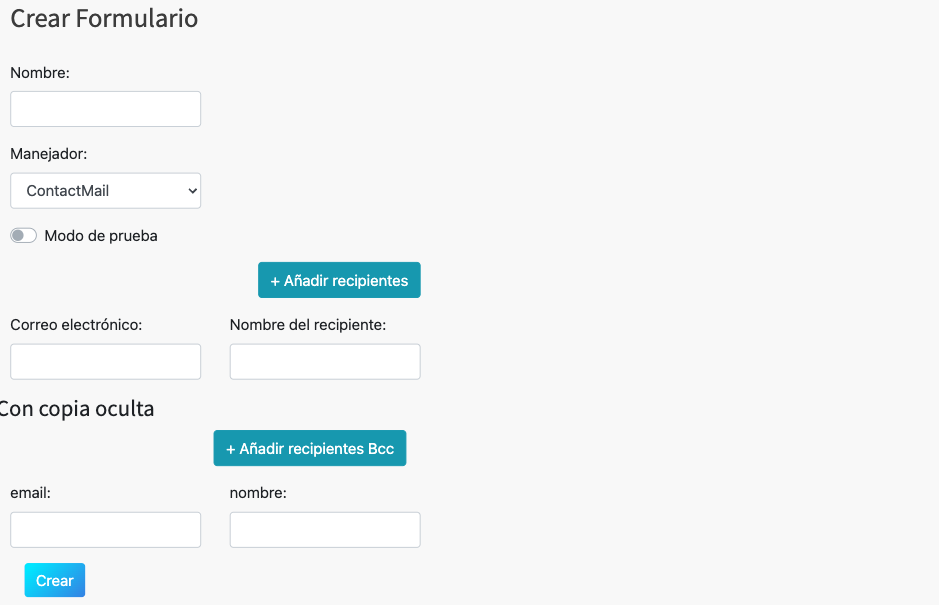 Crear Formulario
Nombre:
Manejador:
ContactMail
Modo de prueba
+ Añadir recipientes
Correo electrónico: Nombre del recipiente:
Con copia oculta
+ Añadir recipientes Bcc
email: nombre:
Crear